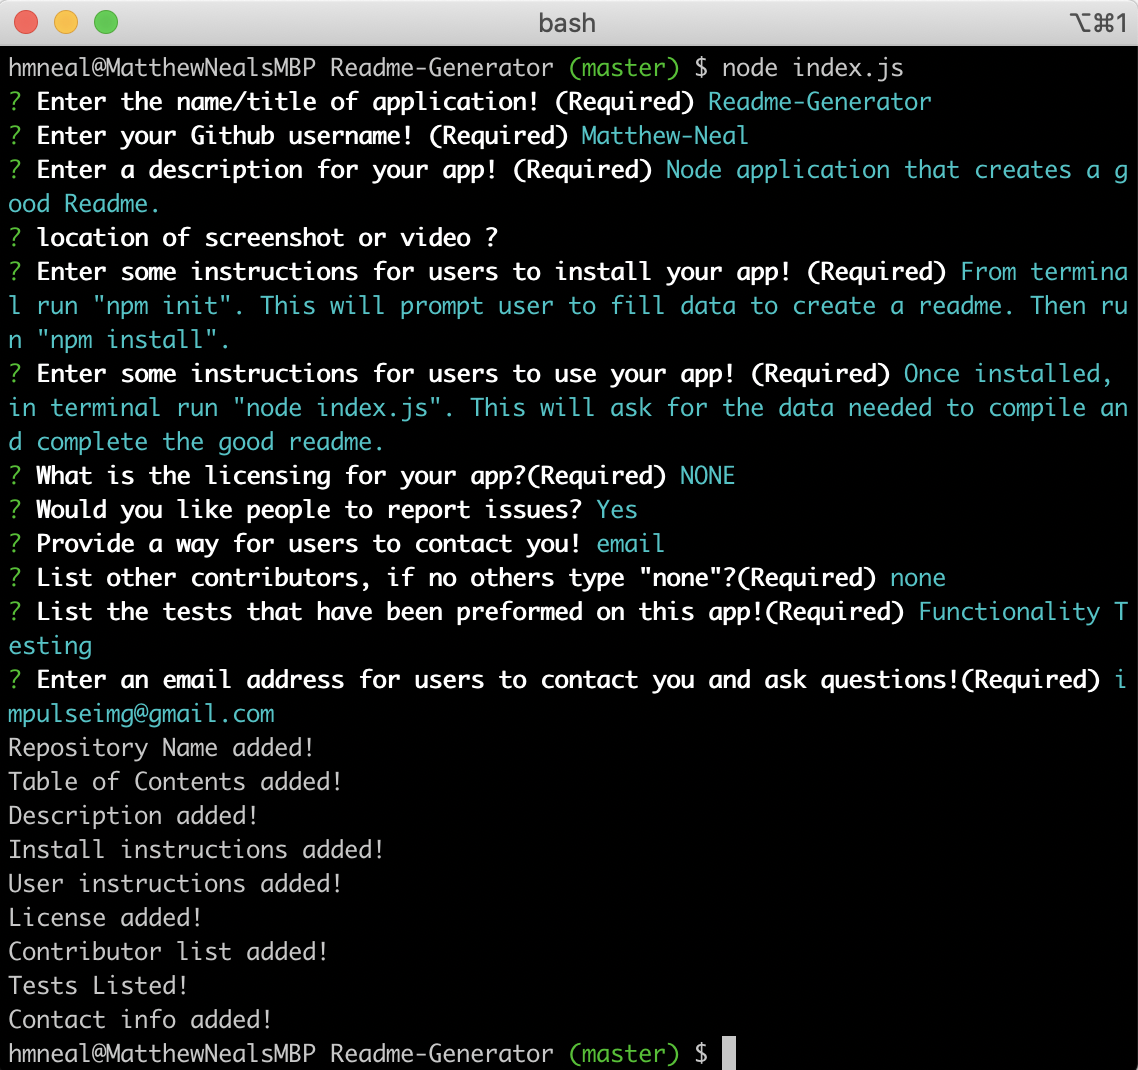 bash
⌥⌘1
hmneal@MatthewNealsMBP Readme-Generator (master) $ node index.js
? Enter the name/title of application! (Required) Readme-Generator
? Enter your Github username! (Required) Matthew-Neal
? Enter a description for your app! (Required) Node application that creates a g
ood Readme.
? location of screenshot or video ?
? Enter some instructions for users to install your app! (Required) From termina
l run "npm init". This will prompt user to fill data to create a readme. Then ru
n "npm install".
? Enter some instructions for users to use your app! (Required) Once installed,
in terminal run "node index.js". This will ask for the data needed to compile an
d complete the good readme.
? What is the licensing for your app?(Required) NONE
? Would you like people to report issues? Yes
? Provide a way for users to contact you! email
? List other contributors, if no others type "none"?(Required) none
? List the tests that have been preformed on this app!(Required) Functionality T
esting
? Enter an email address for users to contact you and ask questions!(Required) i
mpulseimg@gmail.com
Repository Name added!
Table of Contents added!
Description added!
Install instructions added!
User instructions added!
License added!
Contributor list added!
Tests Listed!
Contact info added!
hmneal@MatthewNealsMBP Readme-Generator (master) $